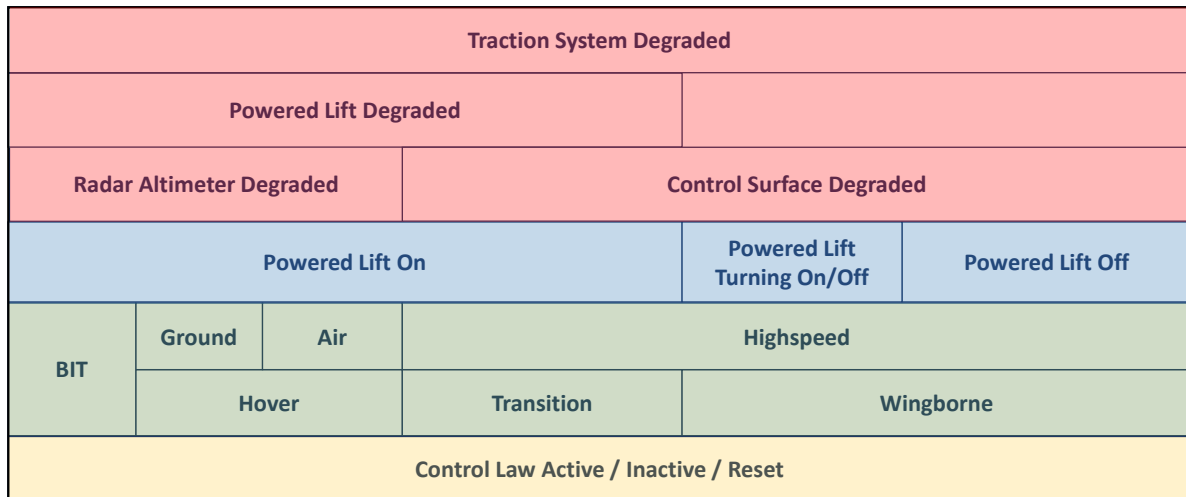 Traction System Degraded
Powered Lift Degraded
Radar Altimeter Degraded
Control Surface Degraded
Powered Lift On
Powered Lift
Turning On/Off
Powered Lift Off
BIT
Ground
Air
Highspeed
Hover
Transition
Wingborne
Control Law Active / Inactive / Reset